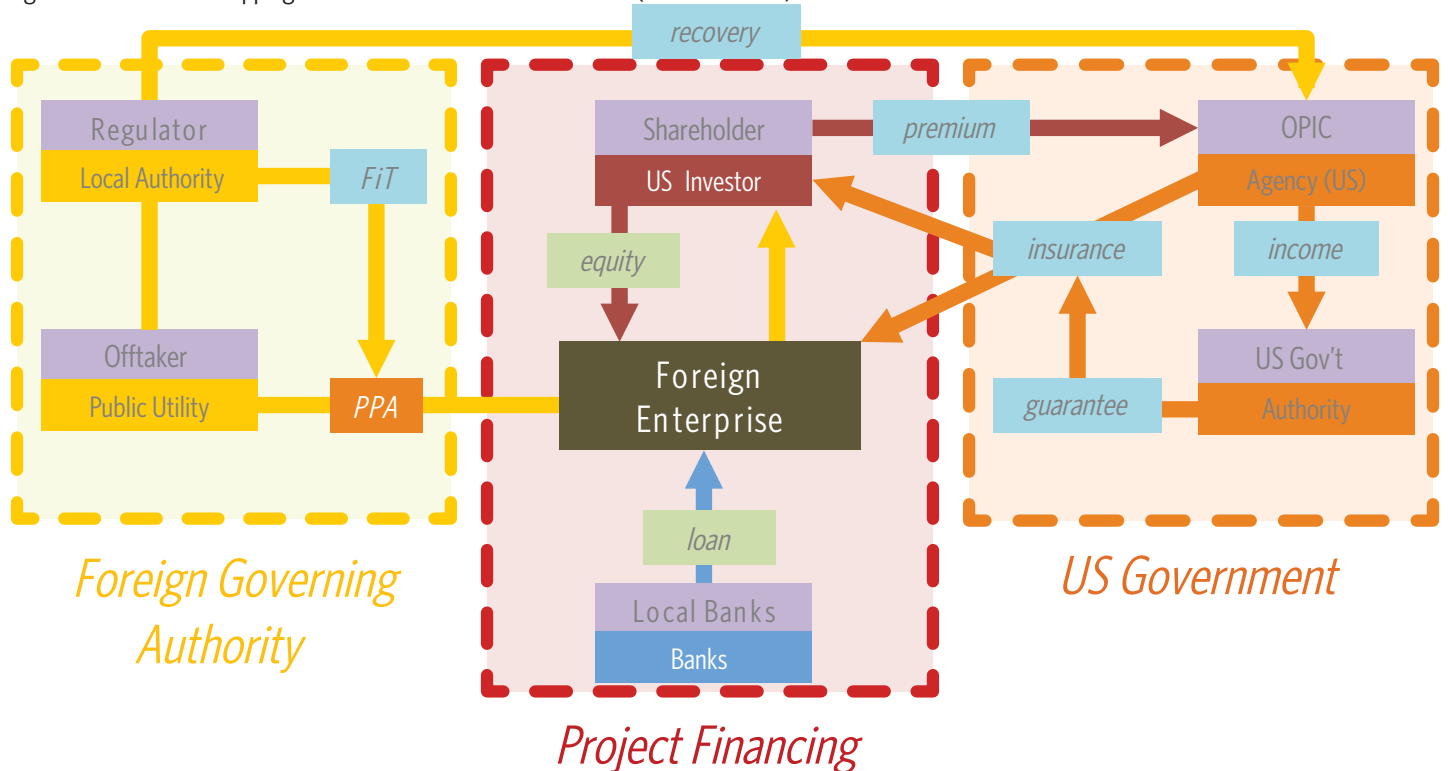 recovery
Regulator
Local Authority
FiT
Shareholder
US Investor
premium
OPIC
Agency (US)
equity
insurance
income
Offtaker
Public Utility
PPA
Foreign
Enterprise
guarantee
US Gov't
Authority
loan
Local Banks
Banks
Foreign Governing
Authority
US Government
Project Financing